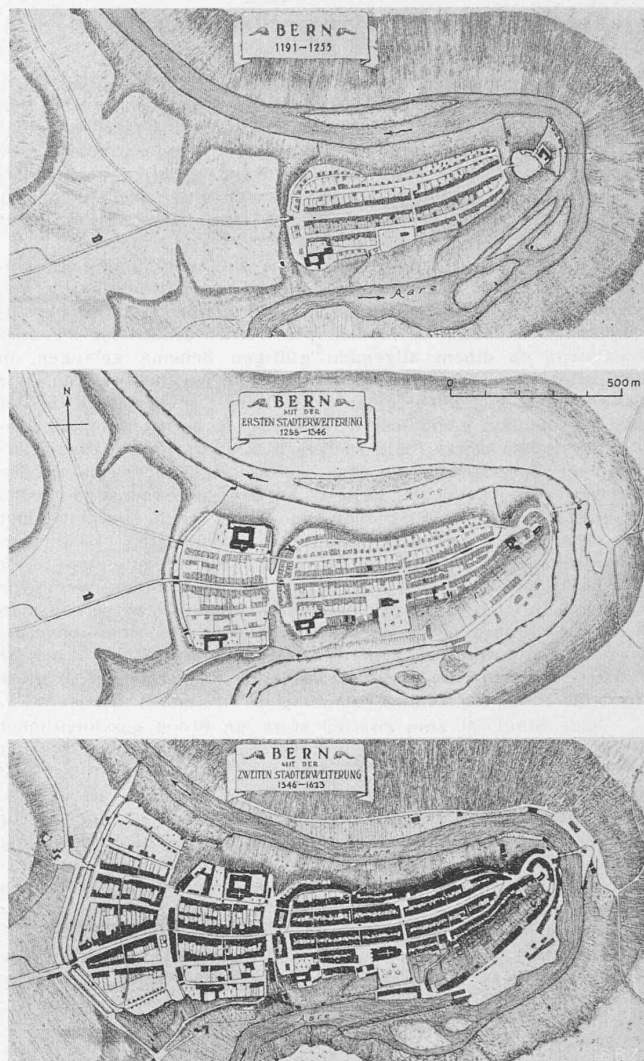 BERN
1191–1255
Aare
N
0 500 m
BERN
MIT DER
ERSTEN STADTERWEITERUNG
1255–1346
Aare
BERN
MIT DER
ZWEITEN STADTERWEITERUNG
1346–1623
Aare
Aare